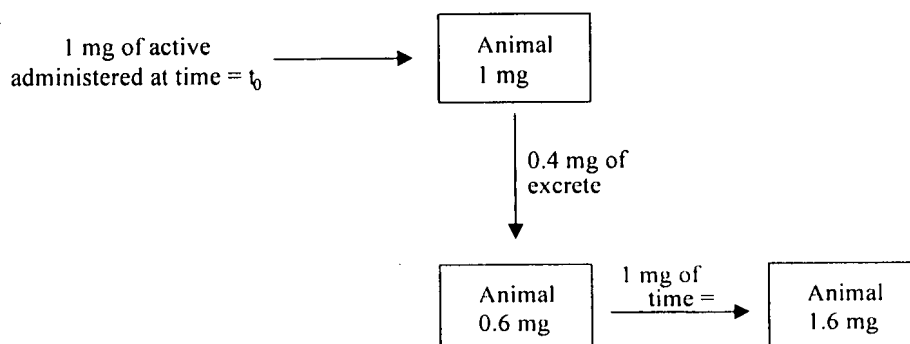 1 mg of active
administered at time = t₀
Animal
1 mg
0.4 mg of
excrete
Animal
0.6 mg
1 mg of
time =
Animal
1.6 mg